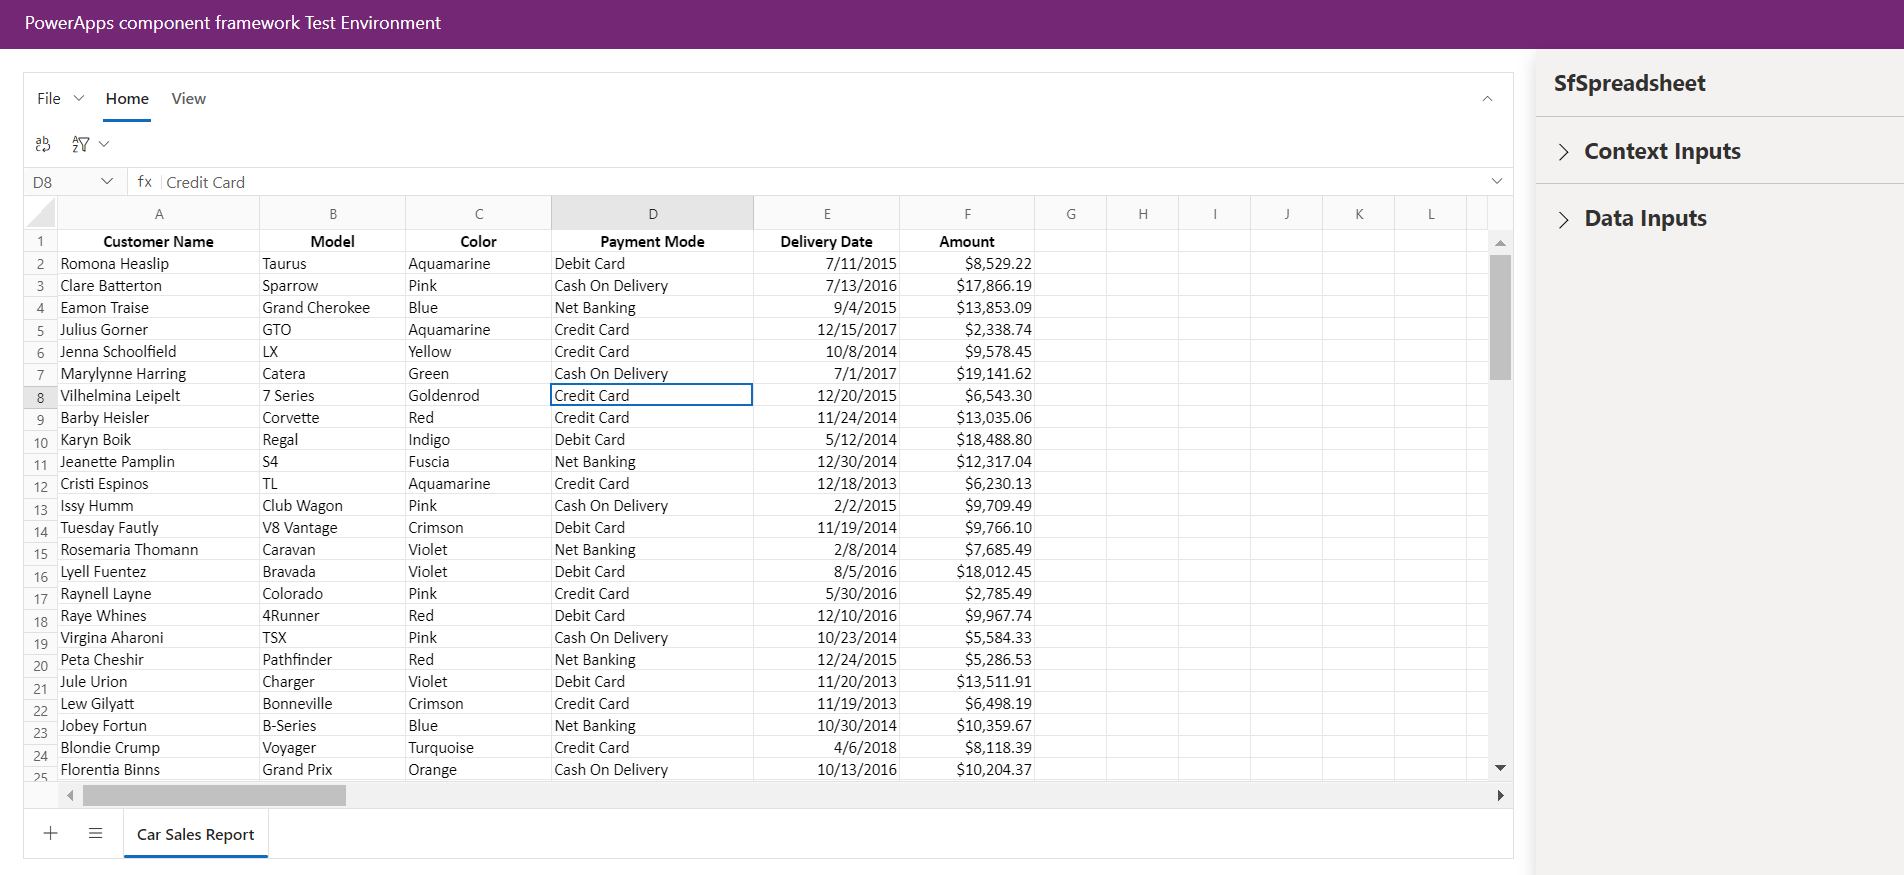 PowerApps component framework Test Environment
File Home View
D8 fx Credit Card
A B C D E F G H I J K L
1 Customer Name Model Color Payment Mode Delivery Date Amount
2 Romona Heaslip Taurus Aquamarine Debit Card 7/11/2015 $8,529.22
3 Clare Batterton Sparrow Pink Cash On Delivery 7/13/2016 $17,866.19
4 Eamon Traise Grand Cherokee Blue Net Banking 9/4/2015 $13,853.09
5 Julius Gorner GTO Aquamarine Credit Card 12/15/2017 $2,338.74
6 Jenna Schoolfield LX Yellow Credit Card 10/8/2014 $9,578.45
7 Marylynne Harring Catera Green Cash On Delivery 7/1/2017 $19,141.62
8 Vilhelmina Leipelt 7 Series Goldenrod Credit Card 12/20/2015 $6,543.30
9 Barby Heisler Corvette Red Credit Card 11/24/2014 $13,035.06
10 Karyn Boik Regal Indigo Debit Card 5/12/2014 $18,488.80
11 Jeanette Pamplin S4 Fuscia Net Banking 12/30/2014 $12,317.04
12 Cristi Espinos TL Aquamarine Credit Card 12/18/2013 $6,230.13
13 Issy Humm Club Wagon Pink Cash On Delivery 2/2/2015 $9,709.49
14 Tuesday Fautly V8 Vantage Crimson Debit Card 11/19/2014 $9,766.10
15 Rosemaria Thomann Caravan Violet Net Banking 2/8/2014 $7,685.49
16 Lyell Fuentez Bravada Violet Debit Card 8/5/2016 $18,012.45
17 Raynell Layne Colorado Pink Credit Card 5/30/2016 $2,785.49
18 Raye Whines 4Runner Red Debit Card 12/10/2016 $9,967.74
19 Virgina Aharoni TSX Pink Cash On Delivery 10/23/2014 $5,584.33
20 Peta Cheshir Pathfinder Red Net Banking 12/24/2015 $5,286.53
21 Jule Urion Charger Violet Debit Card 11/20/2013 $13,511.91
22 Lew Gilyatt Bonneville Crimson Credit Card 11/19/2013 $6,498.19
23 Jobey Fortun B-Series Blue Net Banking 10/30/2014 $10,359.67
24 Blondie Crump Voyager Turquoise Credit Card 4/6/2018 $8,118.39
25 Florentia Binns Grand Prix Orange Cash On Delivery 10/13/2016 $10,204.37
Car Sales Report
SfSpreadsheet
Context Inputs
Data Inputs